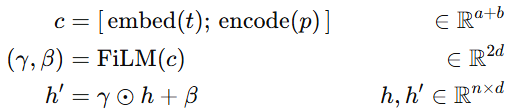 c = [ embed(t); encode(p) ] ∈ ℝ^{a+b}
(γ, β) = FiLM(c) ∈ ℝ^{2d}
h′ = γ ⊙ h + β h, h′ ∈ ℝ^{n×d}